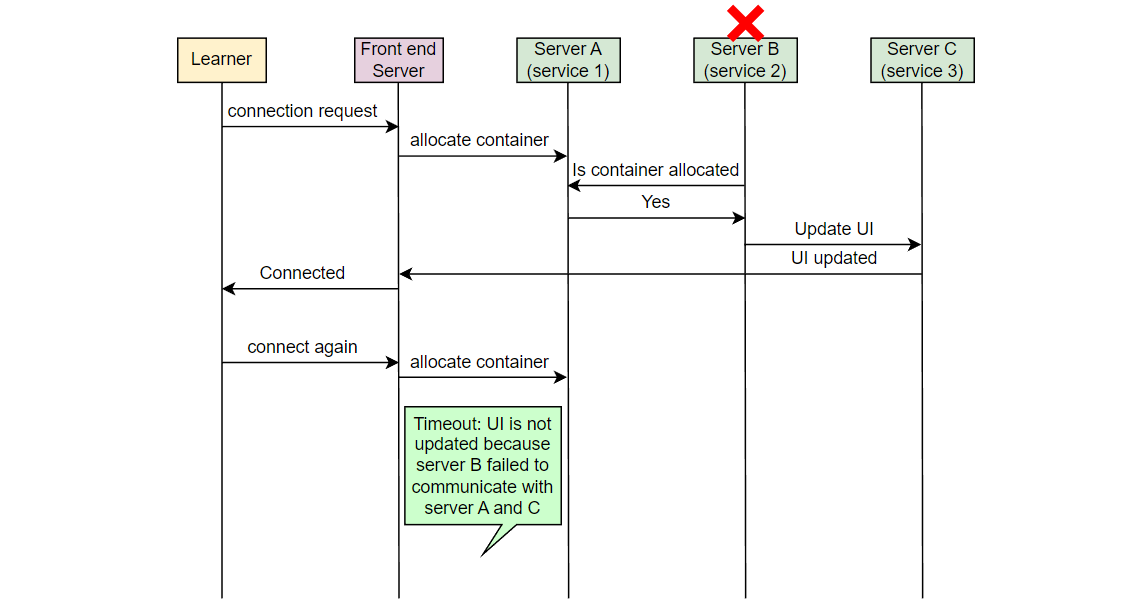 Learner
Front end
Server
Server A
(service 1)
Server B
(service 2)
Server C
(service 3)
connection request
allocate container
Is container allocated
Yes
Update UI
UI updated
Connected
connect again
allocate container
Timeout: UI is not
updated because
server B failed to
communicate with
server A and C